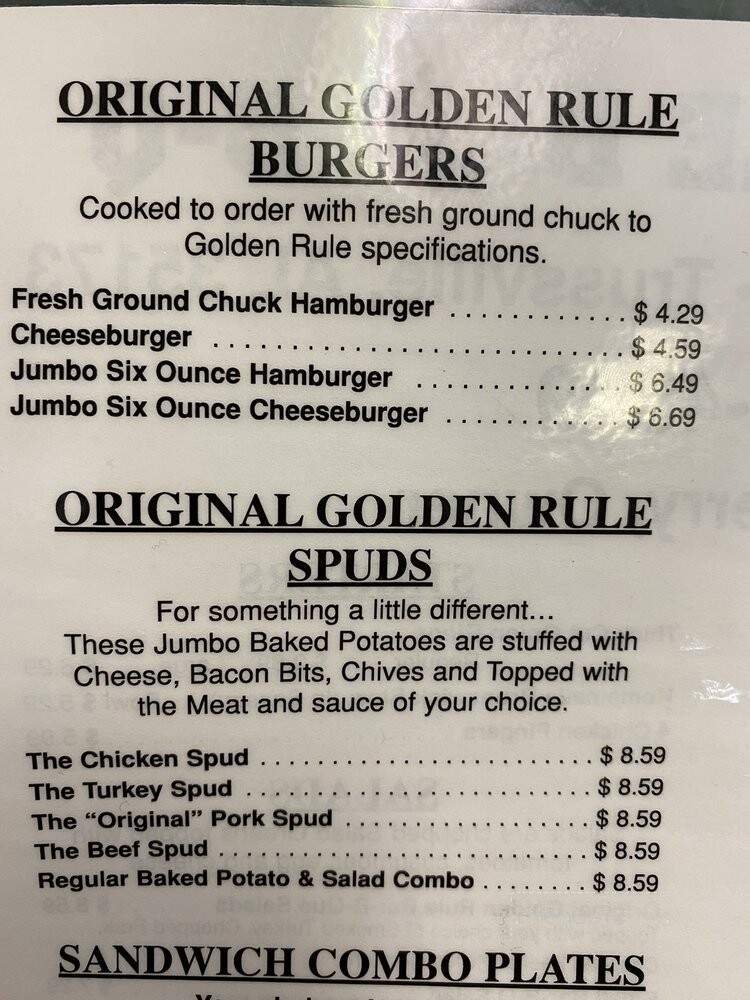 ORIGINAL GOLDEN RULE
BURGERS
Cooked to order with fresh ground chuck to
Golden Rule specifications.
Fresh Ground Chuck Hamburger . . . . . . . . . . . . . $ 4.29
Cheeseburger . . . . . . . . . . . . . . . . . . . . . . . . . . . . . $ 4.59
Jumbo Six Ounce Hamburger . . . . . . . . . . . . . . . $ 6.49
Jumbo Six Ounce Cheeseburger . . . . . . . . . . . . $ 6.69
ORIGINAL GOLDEN RULE
SPUDS
For something a little different...
These Jumbo Baked Potatoes are stuffed with
Cheese, Bacon Bits, Chives and Topped with
the Meat and sauce of your choice.
The Chicken Spud . . . . . . . . . . . . . . . . . . . . . . . . . $ 8.59
The Turkey Spud . . . . . . . . . . . . . . . . . . . . . . . . . . $ 8.59
The “Original” Pork Spud . . . . . . . . . . . . . . . . . . . $ 8.59
The Beef Spud . . . . . . . . . . . . . . . . . . . . . . . . . . . . $ 8.59
Regular Baked Potato & Salad Combo . . . . . . . . $ 8.59
SANDWICH COMBO PLATES